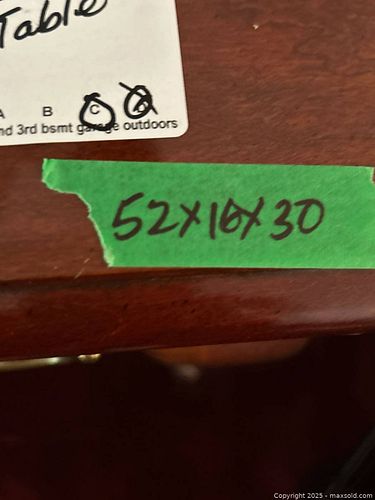 Table
A B C
nd 3rd bsmt garage outdoors
52x16x30
Copyright 2025 - maxsold.com